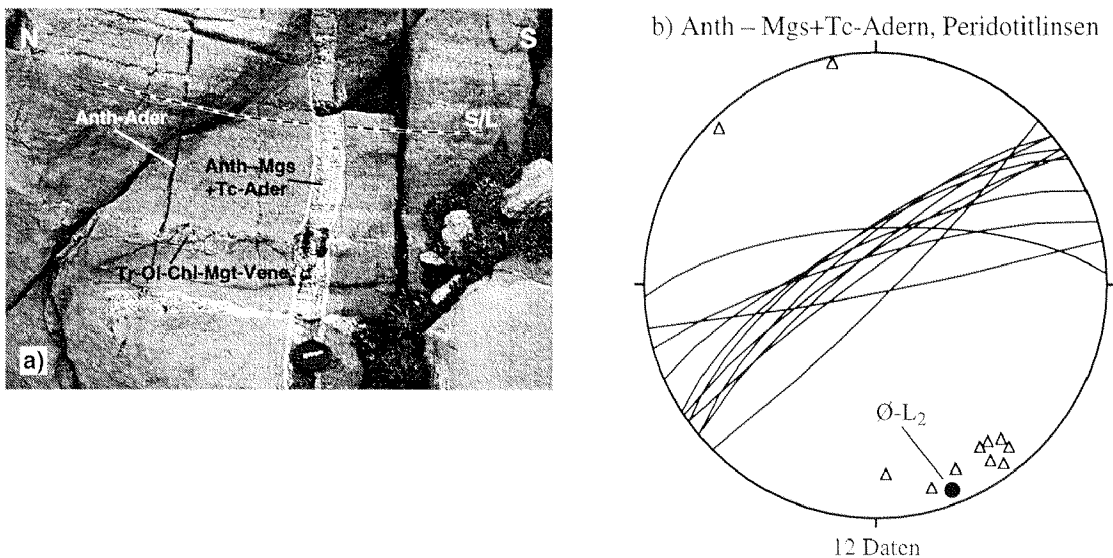 N
S
Anth-Ader
S/L
Anth–Mgs
+Tc-Ader
Tr-Ol-Chl-Mgt-Vene
a)
b) Anth – Mgs+Tc-Adern, Peridotitlinsen
Ø-L2
12 Daten